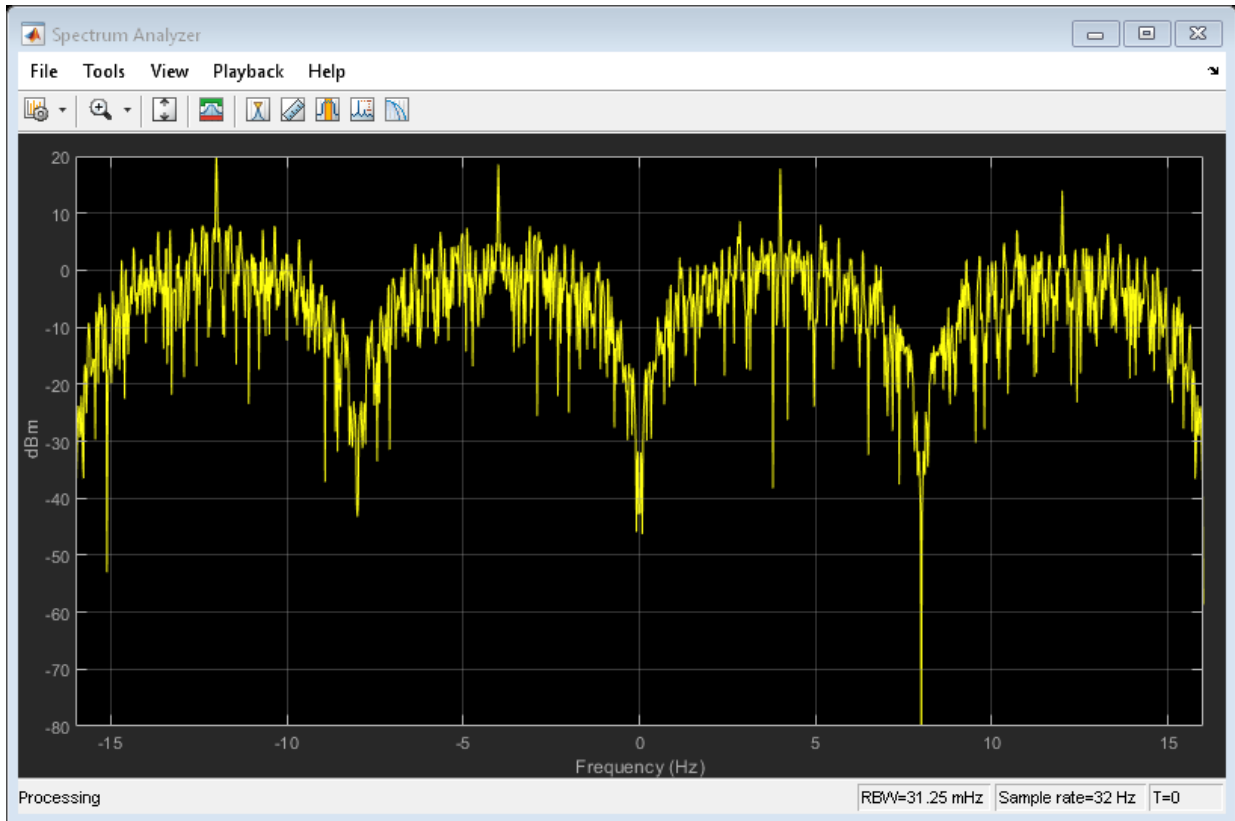 Spectrum Analyzer
File Tools View Playback Help
20
10
0
-10
-20
-30
-40
-50
-60
-70
-80
dBm
-15 -10 -5 0 5 10 15
Frequency (Hz)
Processing RBW=31.25 mHz Sample rate=32 Hz T=0